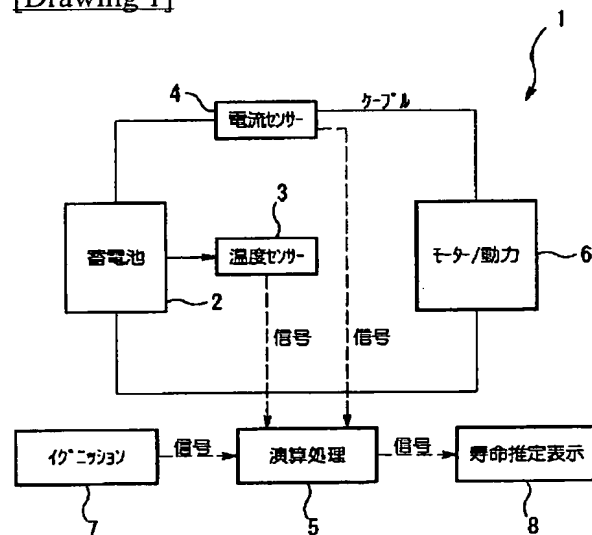 [Drawing 1]
1
4
電流センサー
ケーブル
3
蓄電池
温度センサー
モーター/動力
6
2
信号
信号
イグニッション
信号
演算処理
信号
寿命推定表示
7
5
8